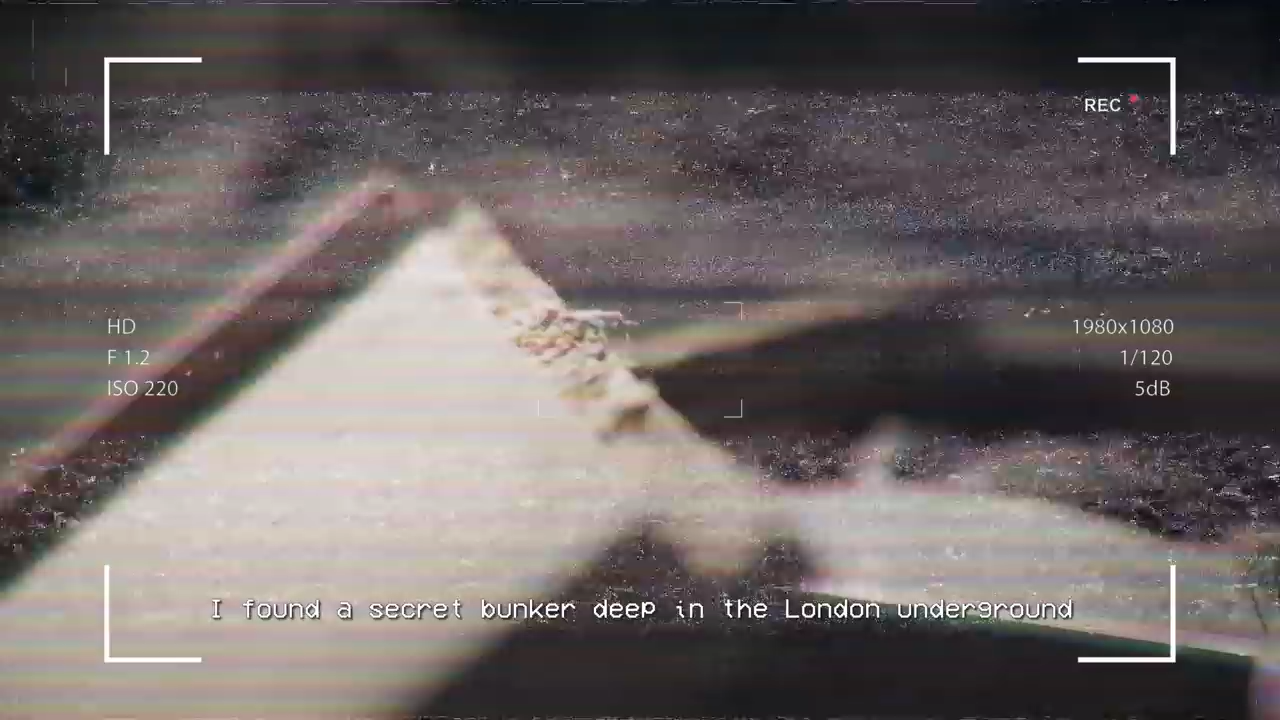 REC
HD
1980x1080
F 1.2
1/120
ISO 220
5dB
I found a secret bunker deep in the London underground